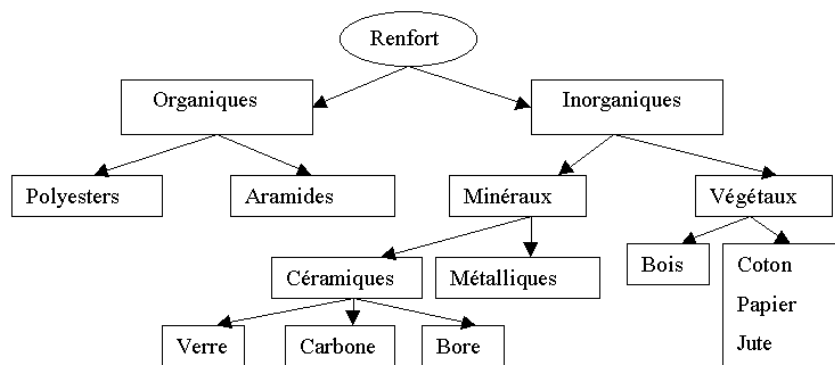 Renfort
Organiques
Inorganiques
Polyesters
Aramides
Minéraux
Végétaux
Céramiques
Métalliques
Bois
Coton
Papier
Jute
Verre
Carbone
Bore